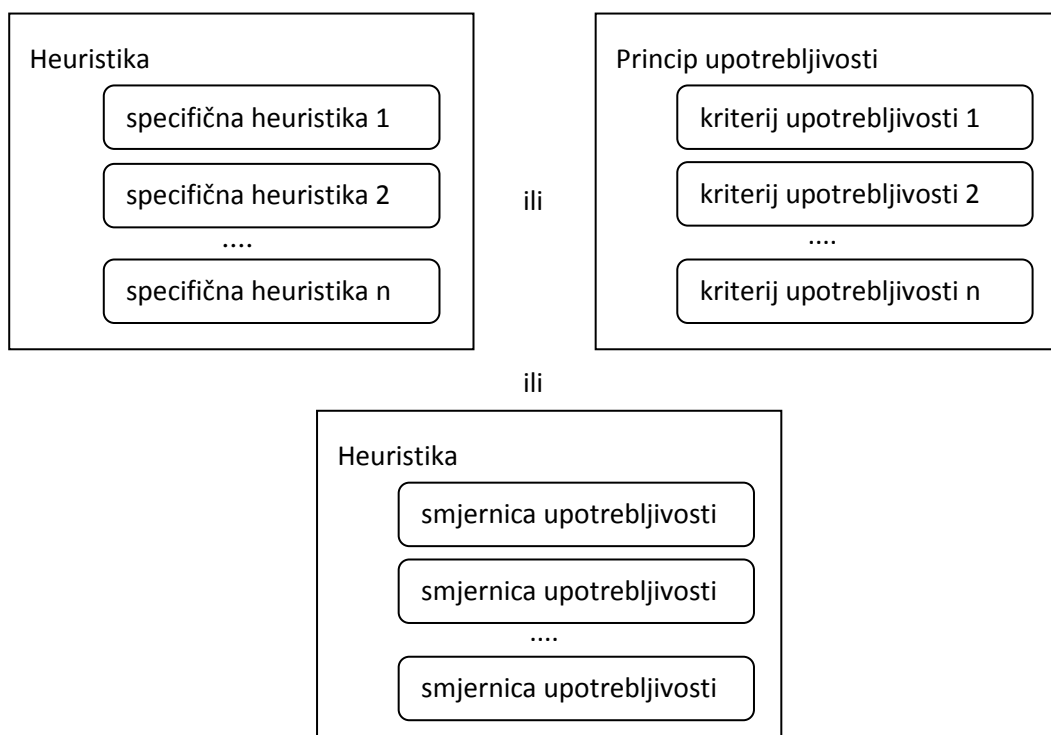 Heuristika
specifična heuristika 1
specifična heuristika 2
....
specifična heuristika n
ili
Princip upotrebljivosti
kriterij upotrebljivosti 1
kriterij upotrebljivosti 2
....
kriterij upotrebljivosti n
ili
Heuristika
smjernica upotrebljivosti
smjernica upotrebljivosti
....
smjernica upotrebljivosti